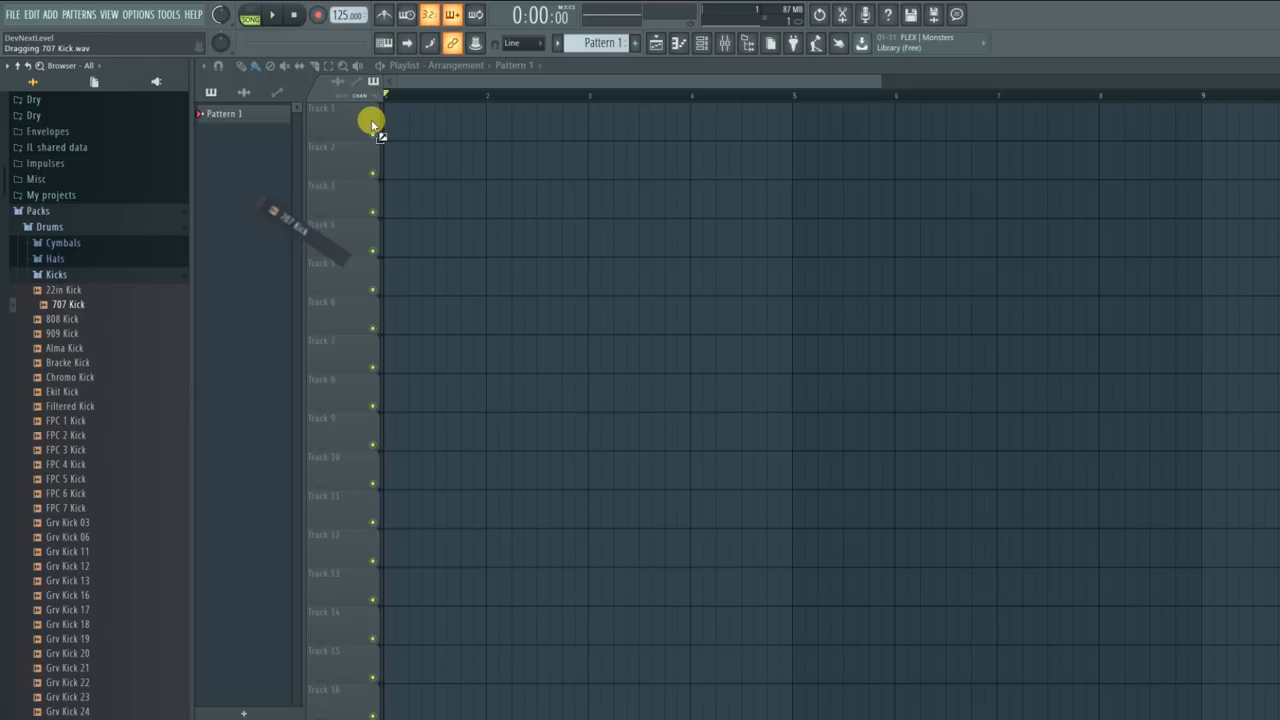 FILE EDIT ADD PATTERNS VIEW OPTIONS TOOLS HELP
SONG
125.000
32:
0:00:00
M:S:CS
1
87 MB
1
DevNextLevel
Dragging 707 Kick.wav
Line
Pattern 1
01-11 FLEX | Monsters
Library (Free)
Browser - All
Playlist - Arrangement › Pattern 1 ›
CHAN
2 3 4 5 6 7 8 9
Dry
Dry
Envelopes
IL shared data
Impulses
Misc
My projects
Packs
Drums
Cymbals
Hats
Kicks
22in Kick
707 Kick
808 Kick
909 Kick
Alma Kick
Bracke Kick
Chromo Kick
Ekit Kick
Filtered Kick
FPC 1 Kick
FPC 2 Kick
FPC 3 Kick
FPC 4 Kick
FPC 5 Kick
FPC 6 Kick
FPC 7 Kick
Grv Kick 03
Grv Kick 06
Grv Kick 11
Grv Kick 12
Grv Kick 13
Grv Kick 16
Grv Kick 17
Grv Kick 18
Grv Kick 19
Grv Kick 20
Grv Kick 21
Grv Kick 22
Grv Kick 23
Grv Kick 24
Pattern 1
707 Kick
Track 1
Track 2
Track 3
Track 4
Track 5
Track 6
Track 7
Track 8
Track 9
Track 10
Track 11
Track 12
Track 13
Track 14
Track 15
Track 16